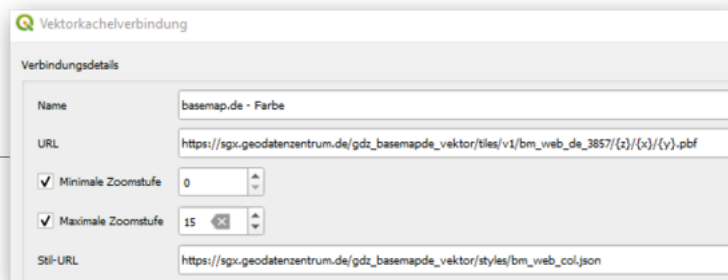 Vektorkachelverbindung
Verbindungsdetails
Name basemap.de - Farbe
URL https://sgx.geodatenzentrum.de/gdz_basemapde_vektor/tiles/v1/bm_web_de_3857/{z}/{x}/{y}.pbf
Minimale Zoomstufe 0
Maximale Zoomstufe 15
Stil-URL https://sgx.geodatenzentrum.de/gdz_basemapde_vektor/styles/bm_web_col.json